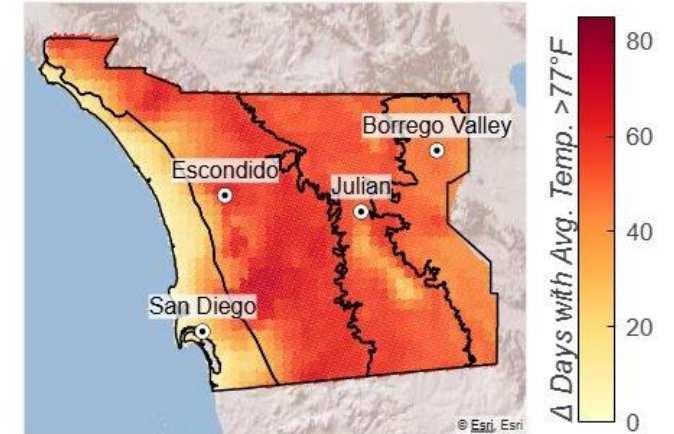 Borrego Valley
Escondido
Julian
San Diego
© Esri, Esri
Δ Days with Avg. Temp. >77°F
80
60
40
20
0